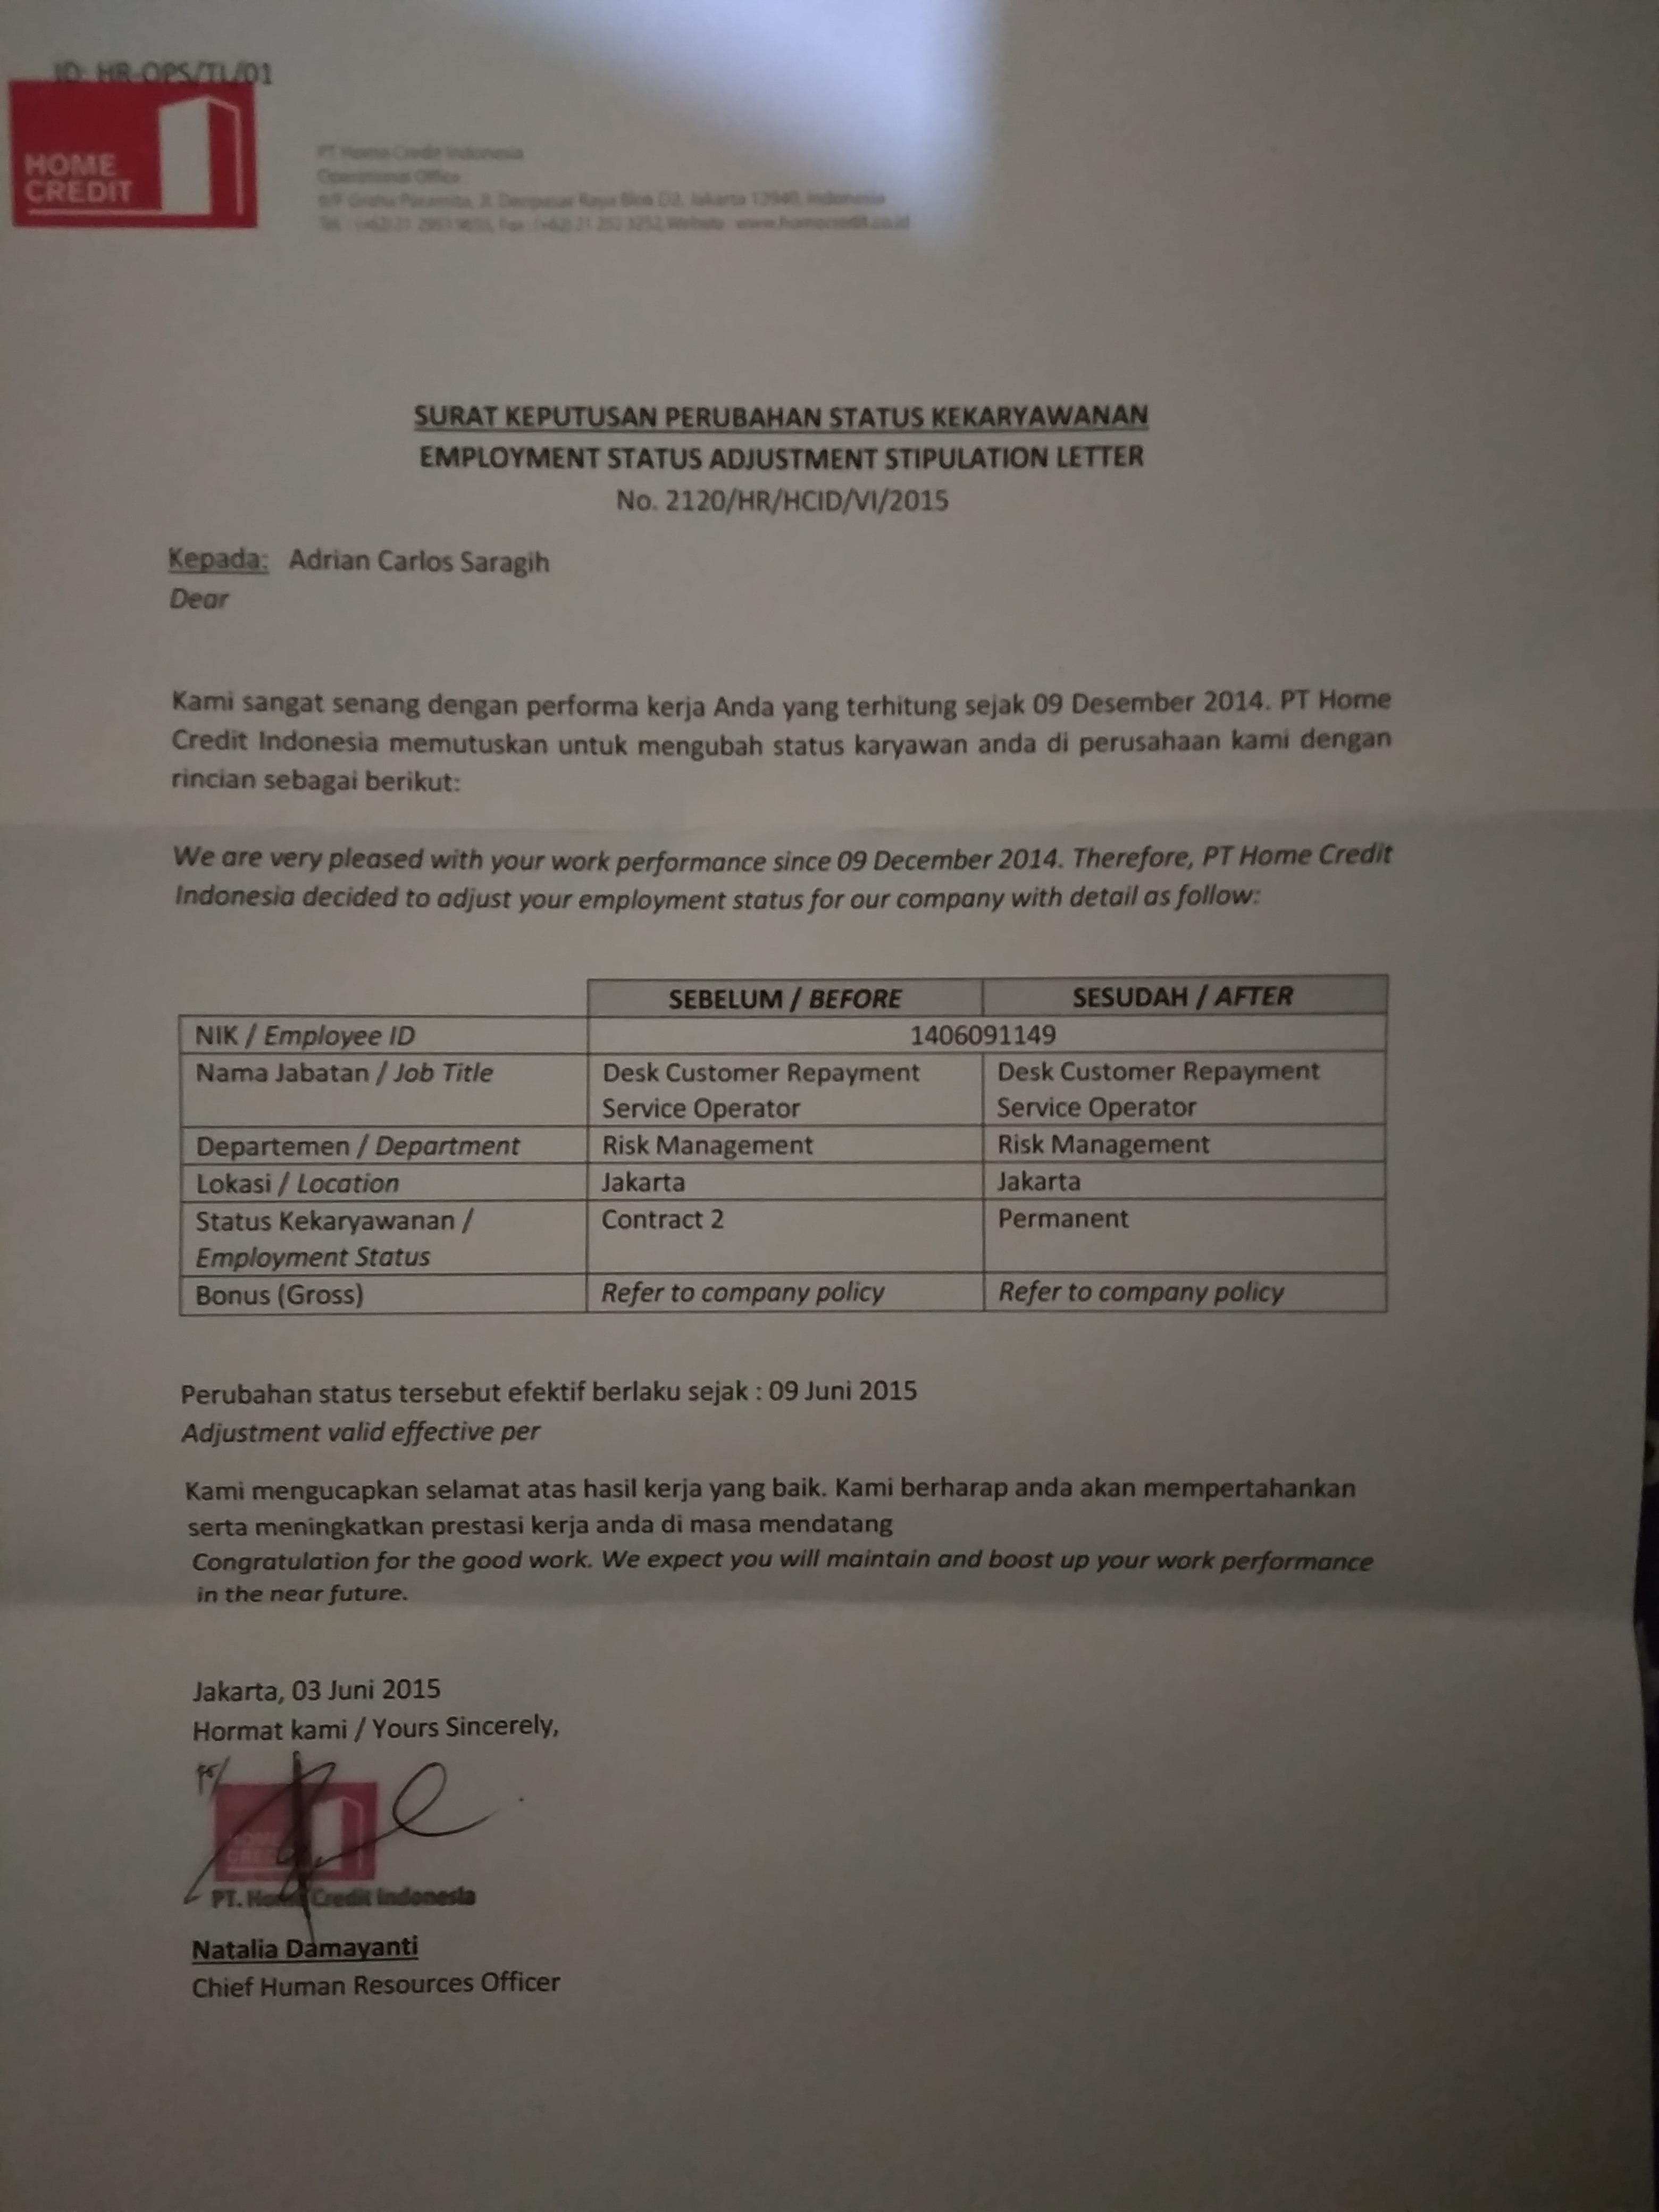 ID: HR-OPS/TL/01
HOME
CREDIT
PT Home Credit Indonesia
Operational Office
Jl. Denpasar Raya Blok D2, Jakarta 12940, Indonesia
Website : www.homecredit.co.id
SURAT KEPUTUSAN PERUBAHAN STATUS KEKARYAWANAN
EMPLOYMENT STATUS ADJUSTMENT STIPULATION LETTER
No. 2120/HR/HCID/VI/2015
Kepada: Adrian Carlos Saragih
Dear
Kami sangat senang dengan performa kerja Anda yang terhitung sejak 09 Desember 2014. PT Home
Credit Indonesia memutuskan untuk mengubah status karyawan anda di perusahaan kami dengan
rincian sebagai berikut:
We are very pleased with your work performance since 09 December 2014. Therefore, PT Home Credit
Indonesia decided to adjust your employment status for our company with detail as follow:
SEBELUM / BEFORE SESUDAH / AFTER
NIK / Employee ID 1406091149
Nama Jabatan / Job Title Desk Customer Repayment Desk Customer Repayment
Service Operator Service Operator
Departemen / Department Risk Management Risk Management
Lokasi / Location Jakarta Jakarta
Status Kekaryawanan / Contract 2 Permanent
Employment Status
Bonus (Gross) Refer to company policy Refer to company policy
Perubahan status tersebut efektif berlaku sejak : 09 Juni 2015
Adjustment valid effective per
Kami mengucapkan selamat atas hasil kerja yang baik. Kami berharap anda akan mempertahankan
serta meningkatkan prestasi kerja anda di masa mendatang
Congratulation for the good work. We expect you will maintain and boost up your work performance
in the near future.
Jakarta, 03 Juni 2015
Hormat kami / Yours Sincerely,
HOME
CREDIT
PT. Home Credit Indonesia
Natalia Damayanti
Chief Human Resources Officer